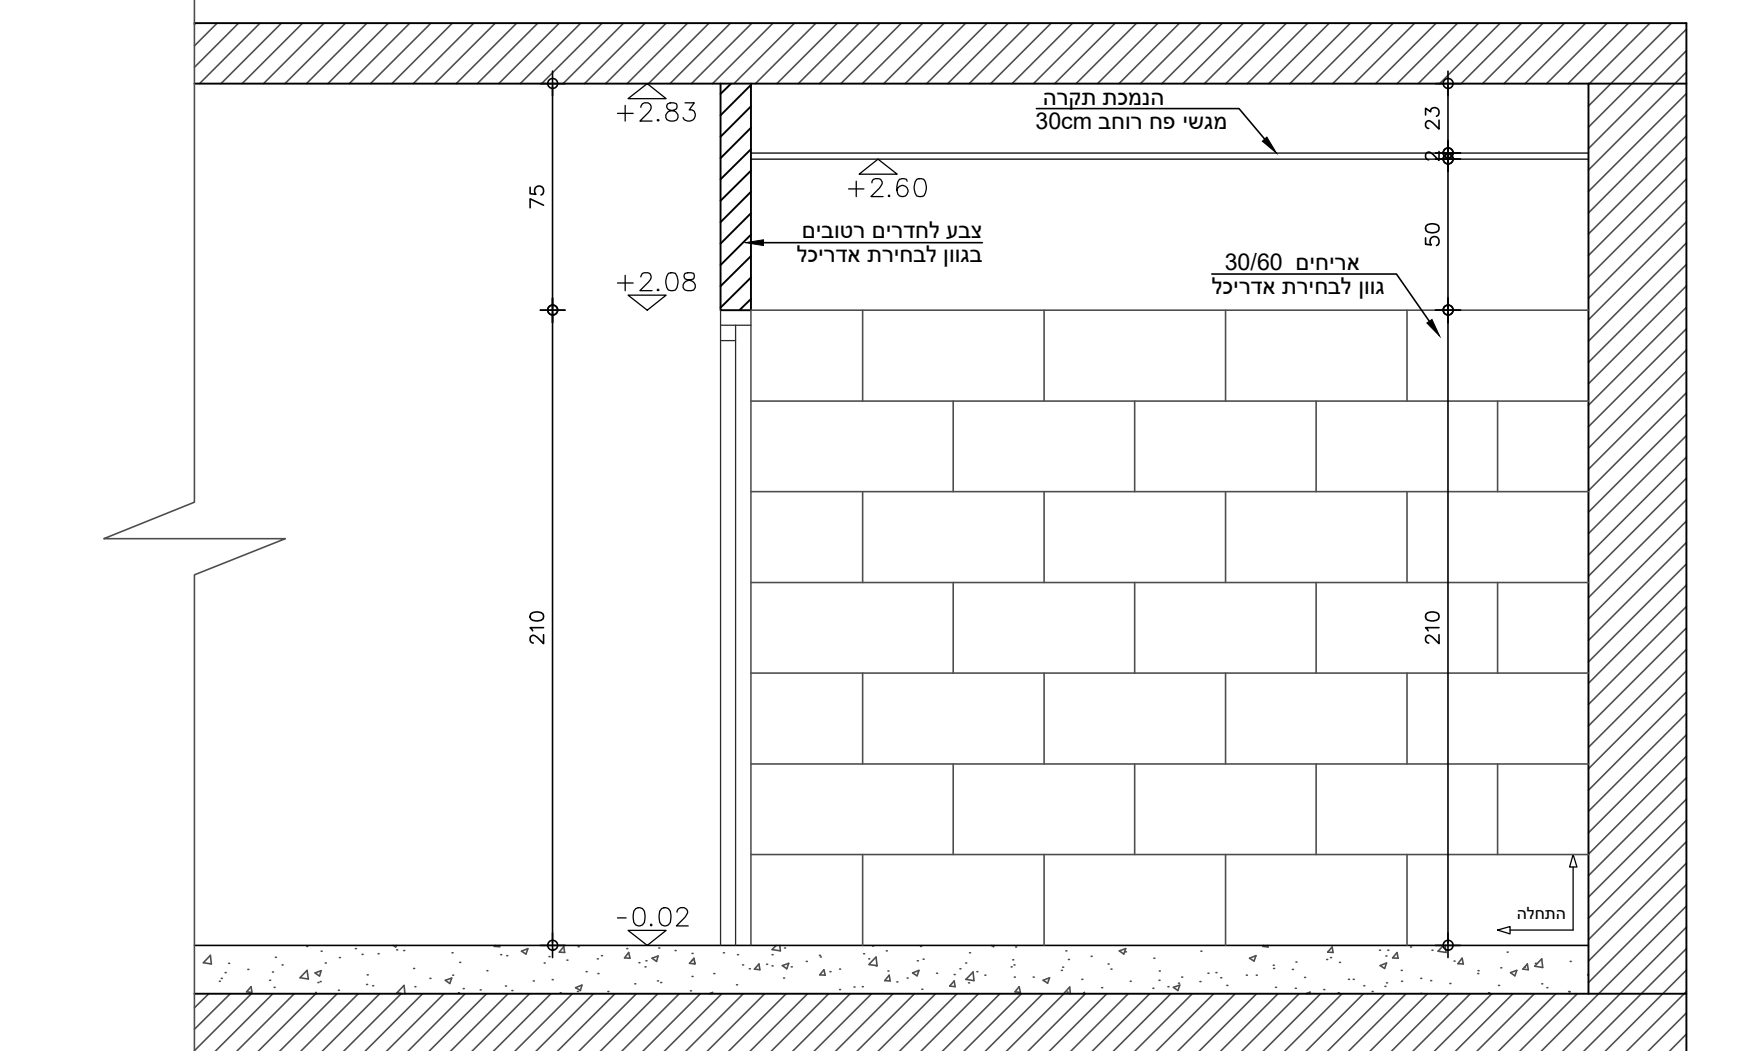 הנמכת תקרה
מגשי פח רוחב 30cm
+2.83
23
2
+2.60
75
צבע לחדרים רטובים
בגוון לבחירת אדריכל
50
אריחים 30/60
גוון לבחירת אדריכל
+2.08
210
210
-0.02
התחלה